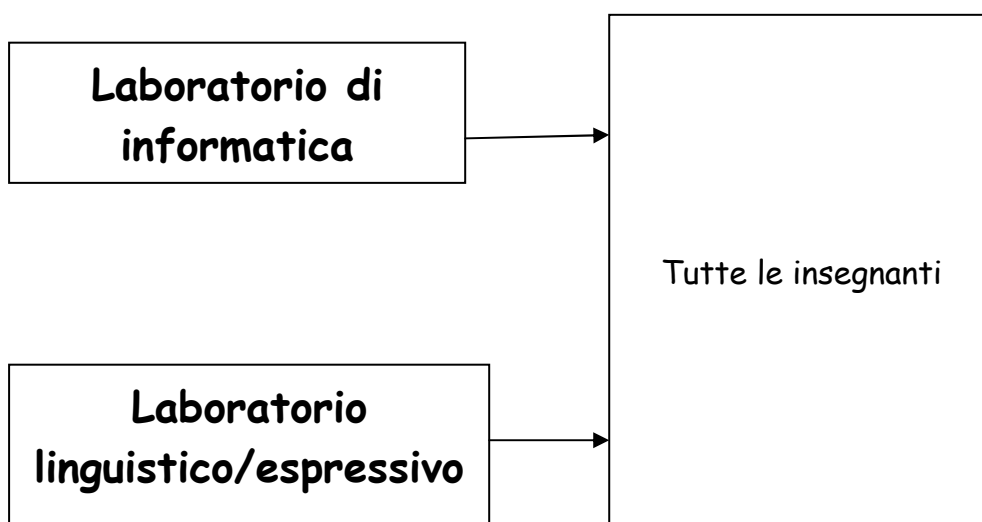 Laboratorio di
informatica
Tutte le insegnanti
Laboratorio
linguistico/espressivo